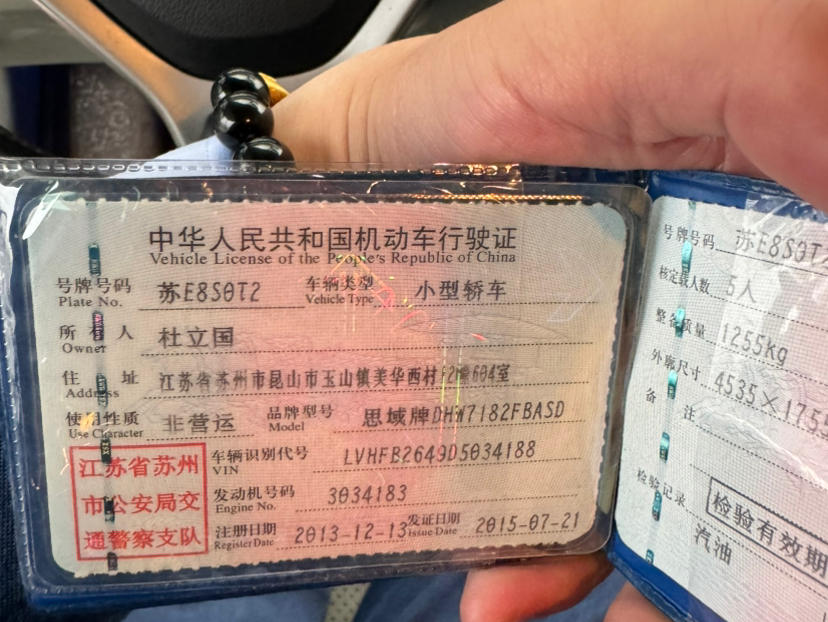 中华人民共和国机动车行驶证
Vehicle License of the People's Republic of China
号牌号码 苏E8S0T2 车辆类型 小型轿车
Plate No. Vehicle Type
所有人 杜立国
Owner
住址 江苏省苏州市昆山市玉山镇美华西村 604室
Address
使用性质 非营运 品牌型号 思域牌DHW7182FBASD
Use Character Model
车辆识别代号 LVHFB2649D5034188
VIN
发动机号码 3034183
Engine No.
注册日期 2013-12-13 发证日期 2015-07-21
Register Date Issue Date
江苏省苏州
市公安局交
通警察支队
号牌号码 苏E8S0T2
核定载人数 5人
整备质量 1255Kg
外廓尺寸 4535×1755
备注
检验记录
检验有效期
汽油